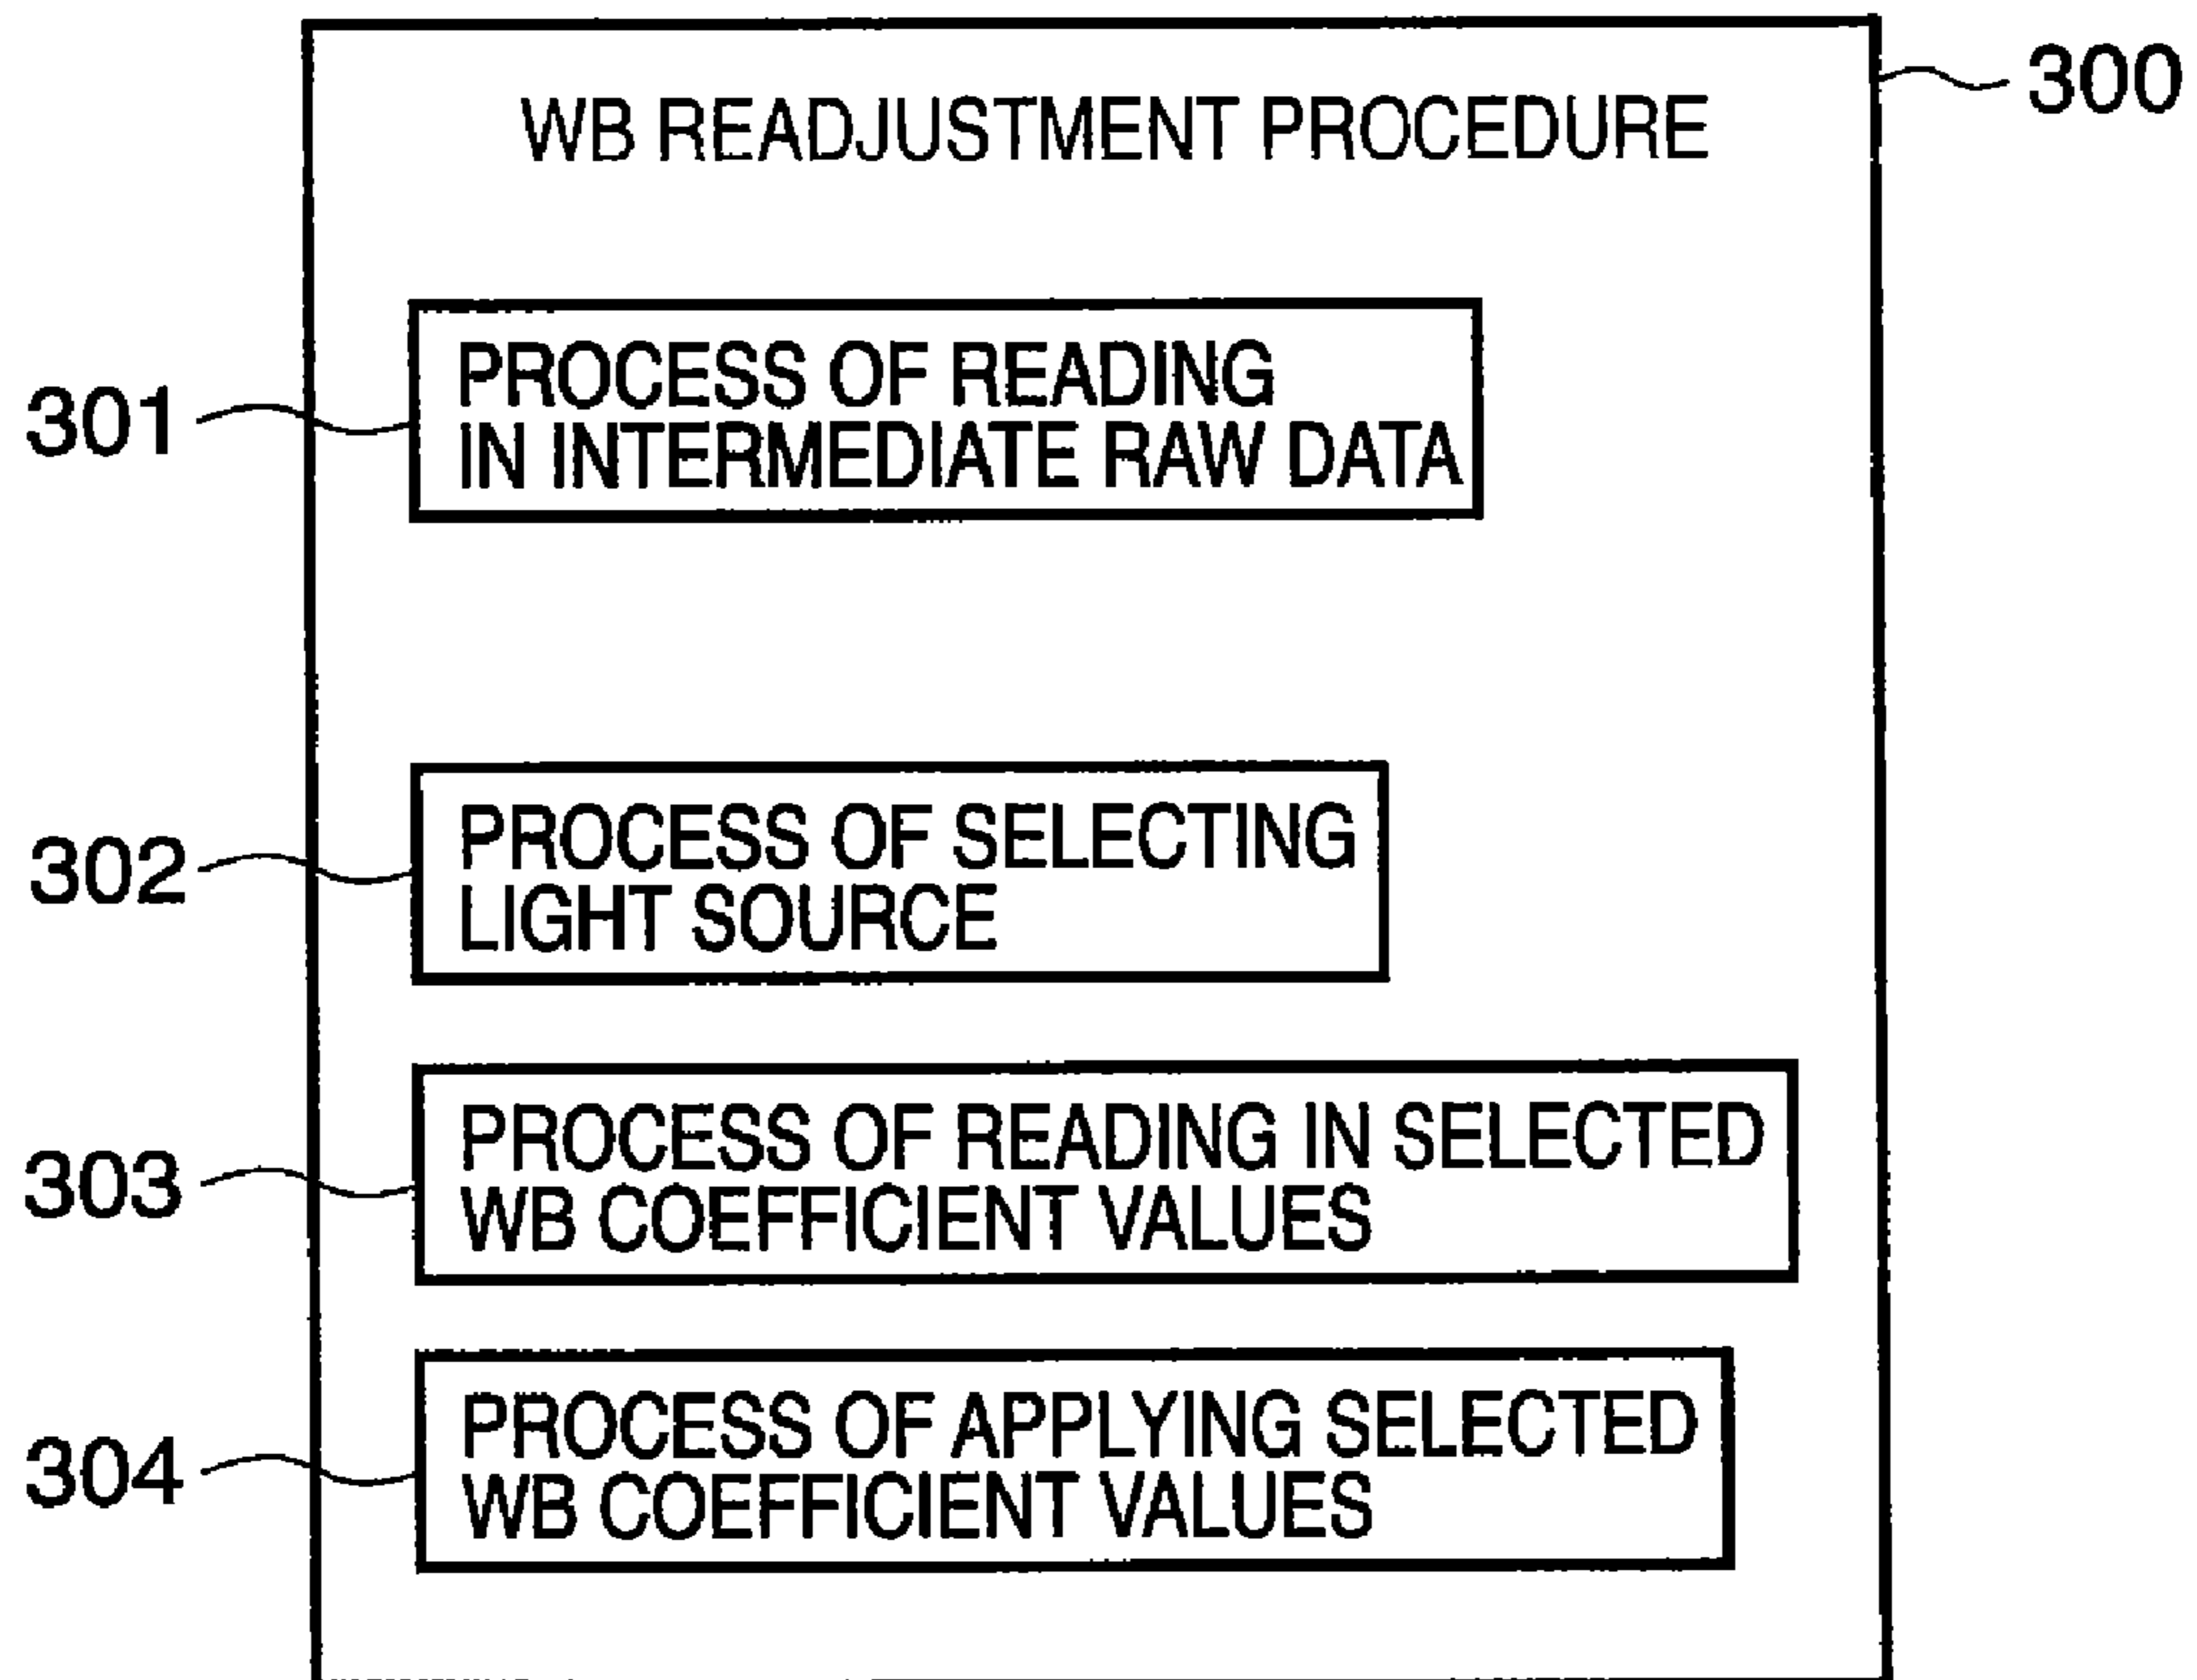 300
WB READJUSTMENT PROCEDURE
301
PROCESS OF READING
IN INTERMEDIATE RAW DATA
302
PROCESS OF SELECTING
LIGHT SOURCE
303
PROCESS OF READING IN SELECTED
WB COEFFICIENT VALUES
304
PROCESS OF APPLYING SELECTED
WB COEFFICIENT VALUES